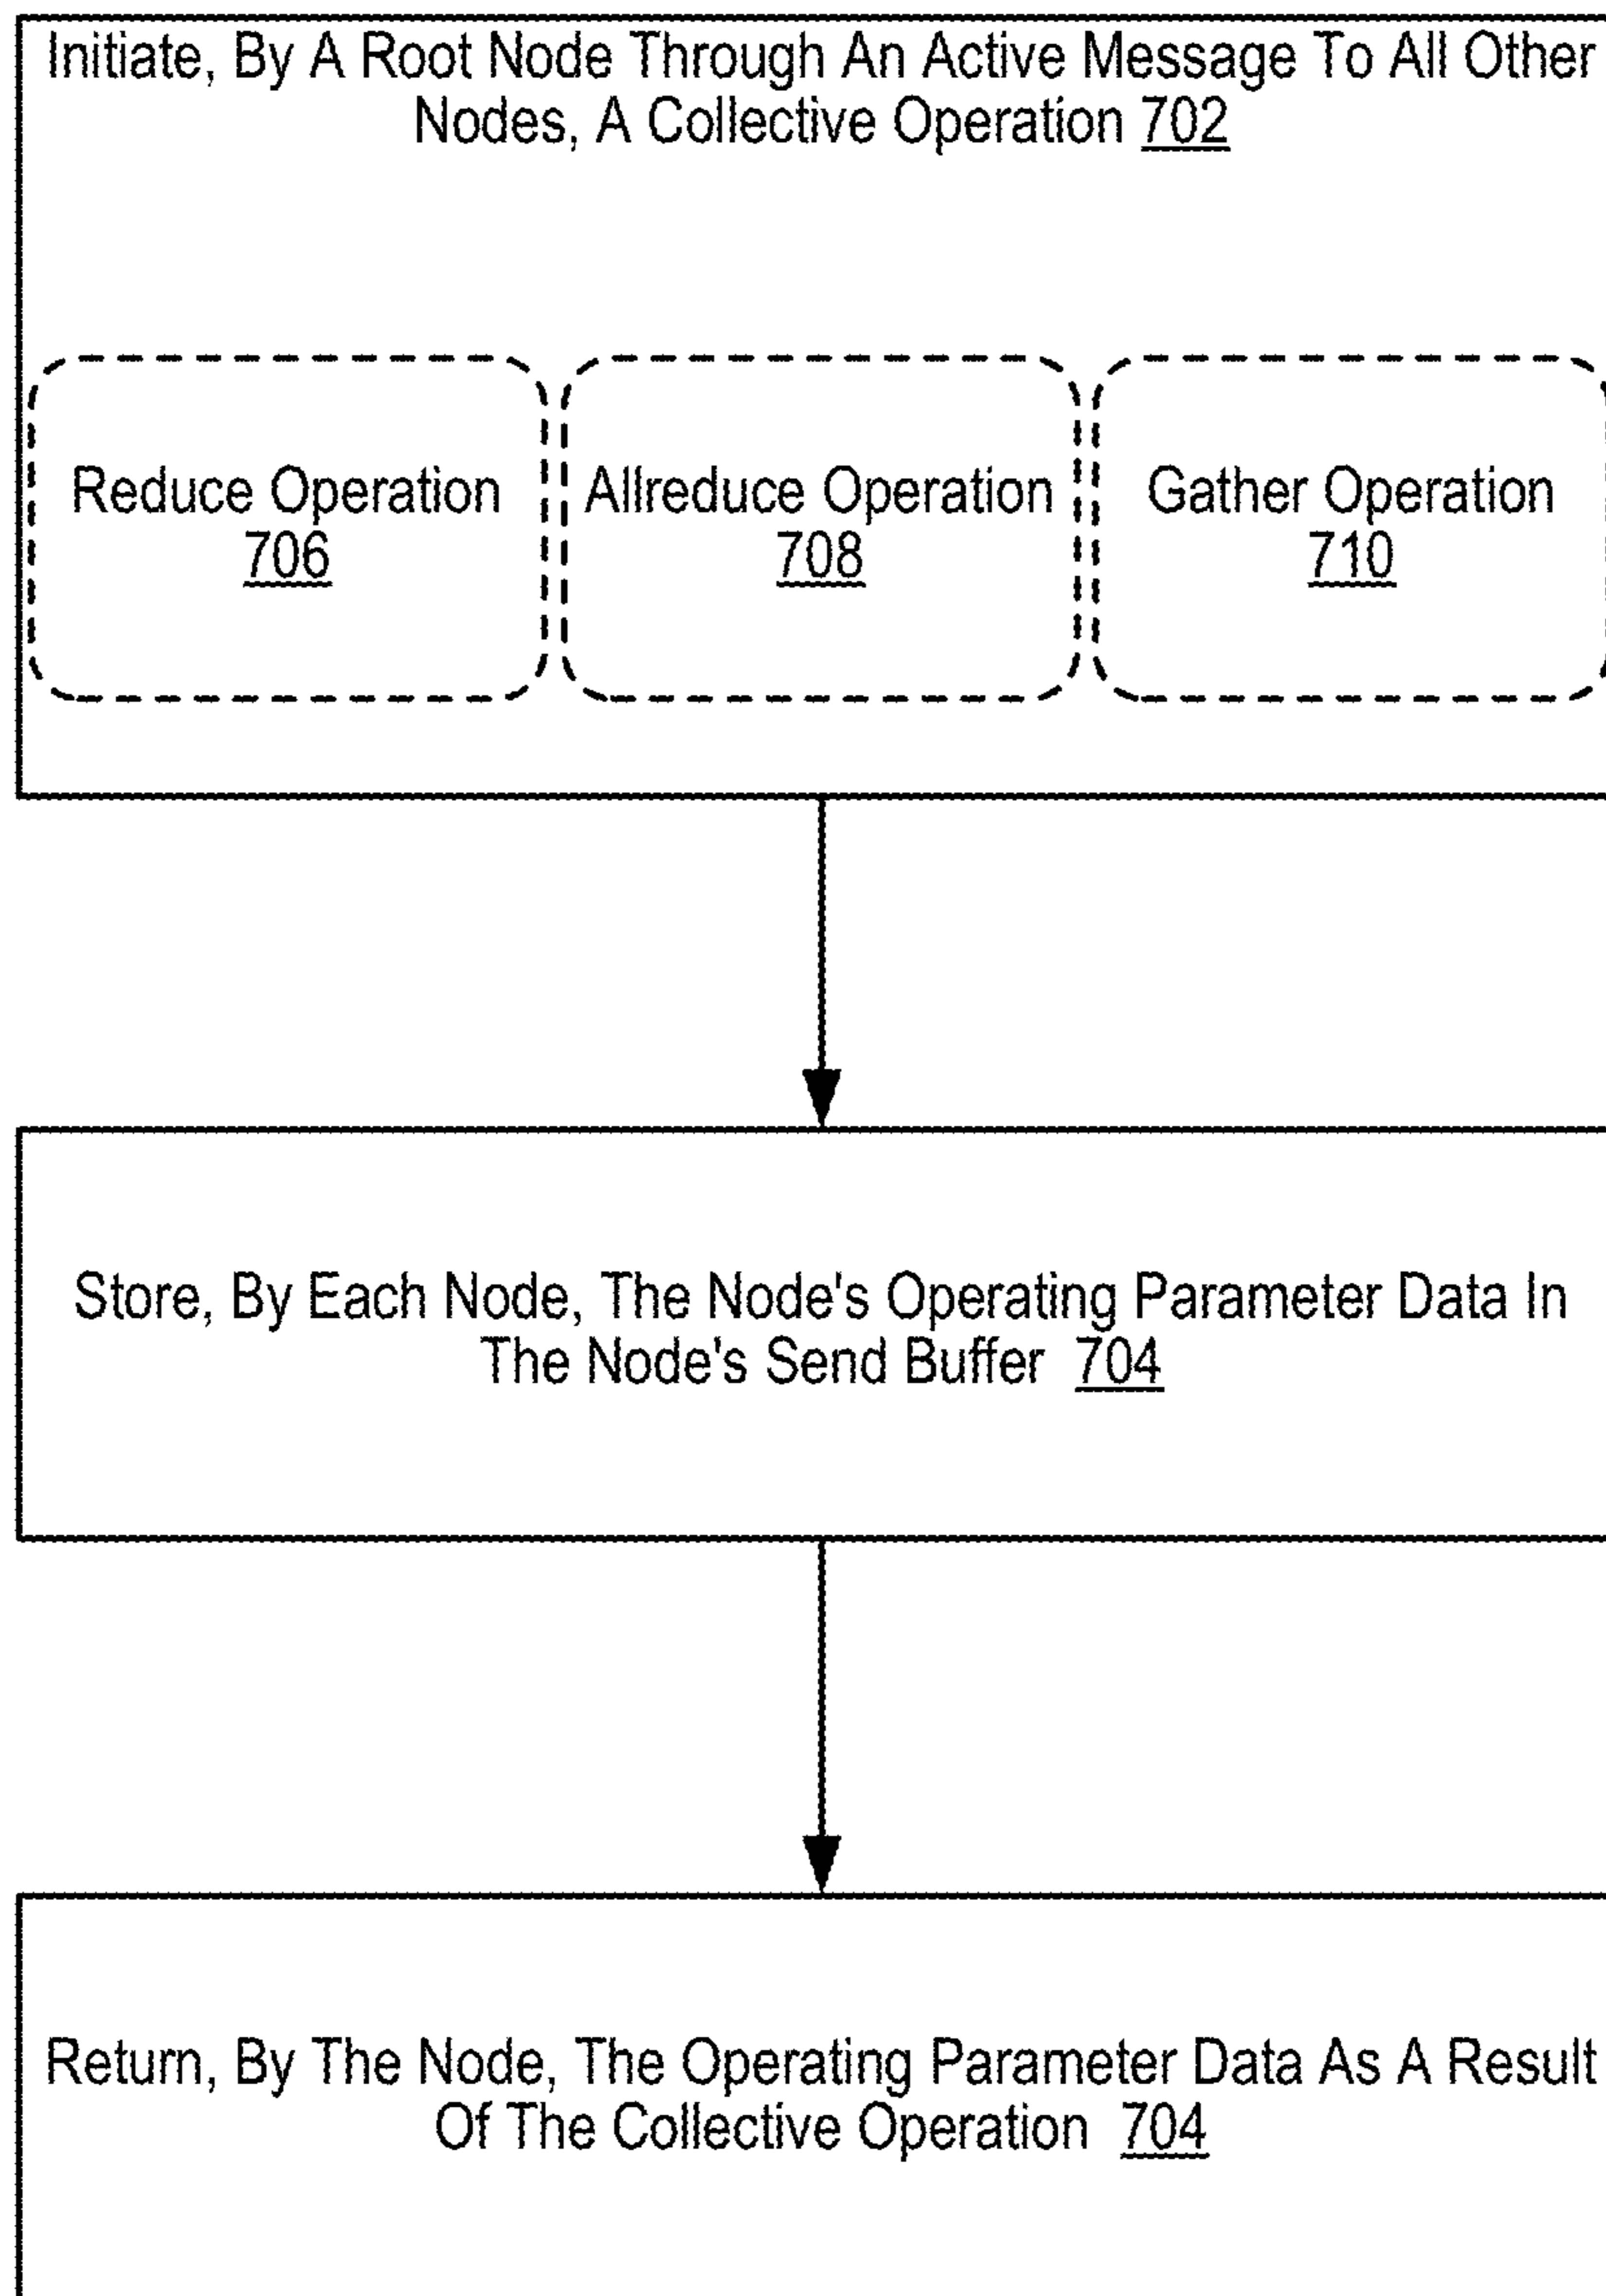 Initiate, By A Root Node Through An Active Message To All Other
Nodes, A Collective Operation 702
Reduce Operation
706
Allreduce Operation
708
Gather Operation
710
Store, By Each Node, The Node's Operating Parameter Data In
The Node's Send Buffer 704
Return, By The Node, The Operating Parameter Data As A Result
Of The Collective Operation 704